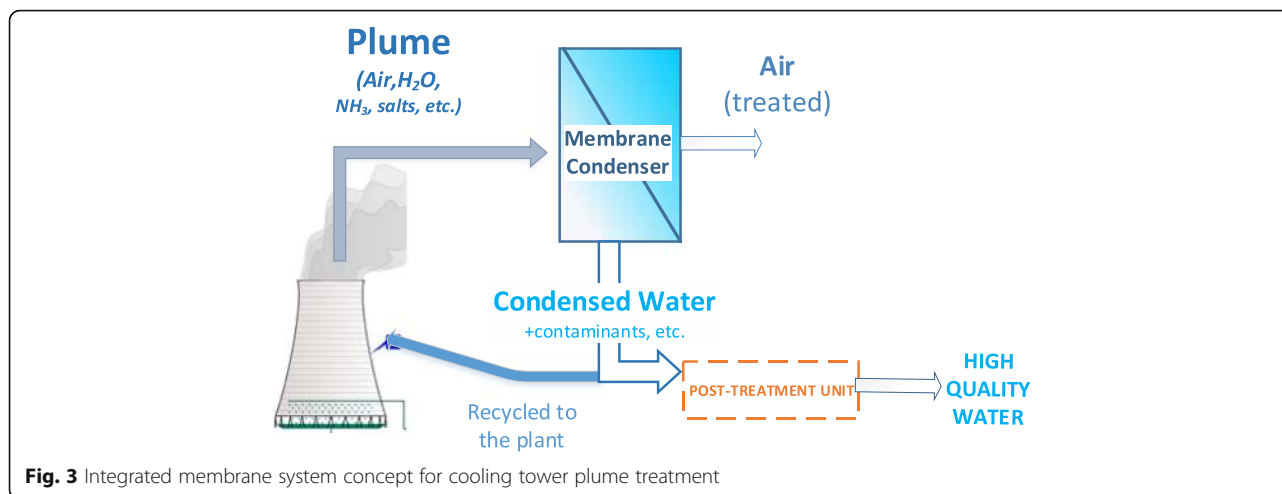 Plume
(Air,H₂O,
NH₃, salts, etc.)
Air
(treated)
Membrane
Condenser
Condensed Water
+contaminants, etc.
POST-TREATMENT UNIT
HIGH
QUALITY
WATER
Recycled to
the plant
Fig. 3 Integrated membrane system concept for cooling tower plume treatment